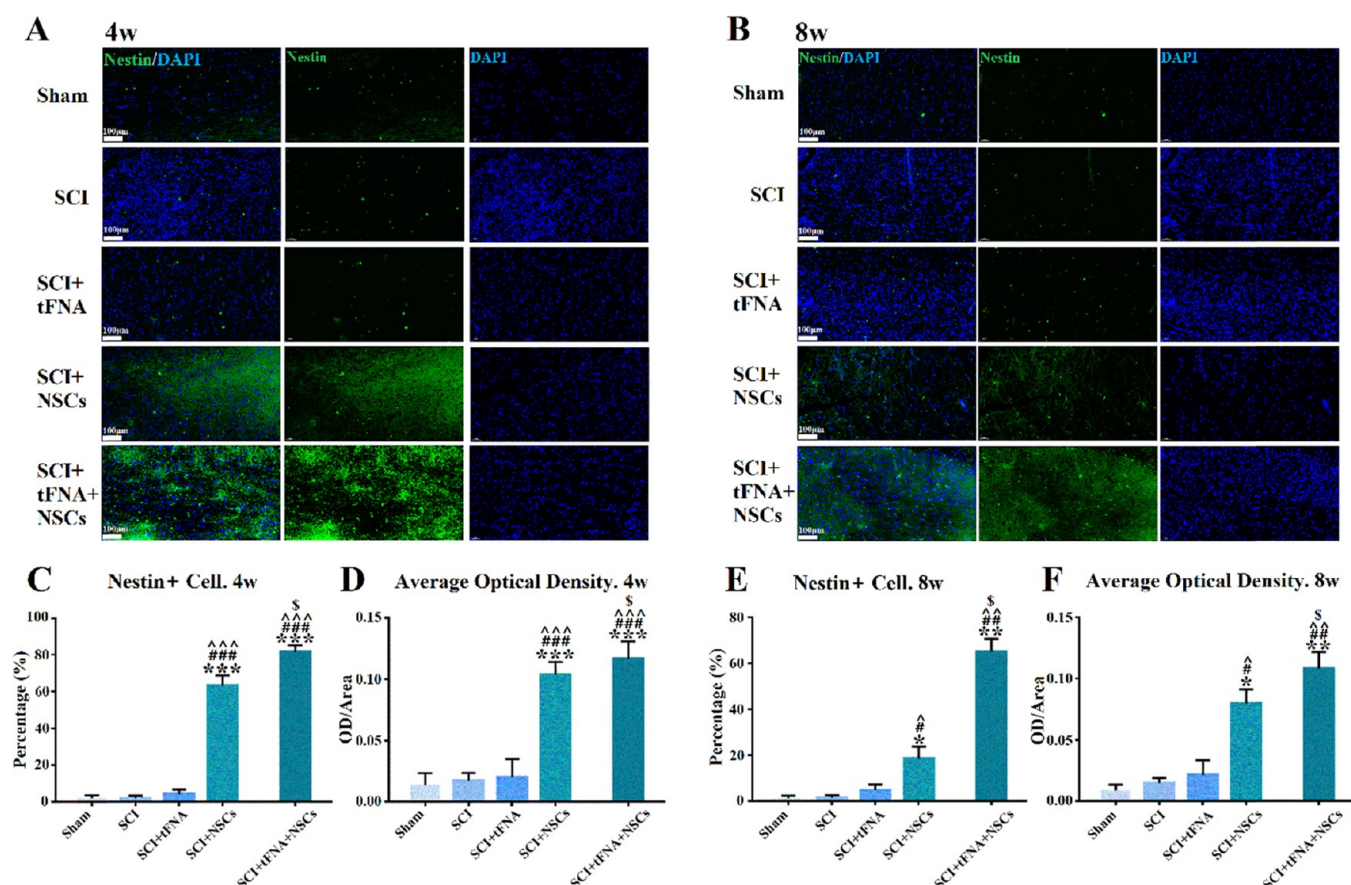 A 4w
Nestin/DAPI Nestin DAPI
Sham
100μm
SCI
100μm
SCI+
tFNA
100μm
SCI+
NSCs
100μm
SCI+
tFNA+
NSCs
100μm
B 8w
Nestin/DAPI Nestin DAPI
Sham
100μm
SCI
100μm
SCI+
tFNA
100μm
SCI+
NSCs
100μm
SCI+
tFNA+
NSCs
100μm
C Nestin+ Cell. 4w
Percentage (%)
100
80
60
40
20
0
^^^
###
***
$
^^^
###
***
Sham SCI SCI+tFNA SCI+NSCs SCI+tFNA+NSCs
D Average Optical Density. 4w
OD/Area
0.15
0.10
0.05
0.00
^^^
###
***
$
^^^
###
***
Sham SCI SCI+tFNA SCI+NSCs SCI+tFNA+NSCs
E Nestin+ Cell. 8w
Percentage (%)
80
60
40
20
0
^
#
*
$
^^
##
**
Sham SCI SCI+tFNA SCI+NSCs SCI+tFNA+NSCs
F Average Optical Density. 8w
OD/Area
0.15
0.10
0.05
0.00
^
#
*
$
^^
##
**
Sham SCI SCI+tFNA SCI+NSCs SCI+tFNA+NSCs